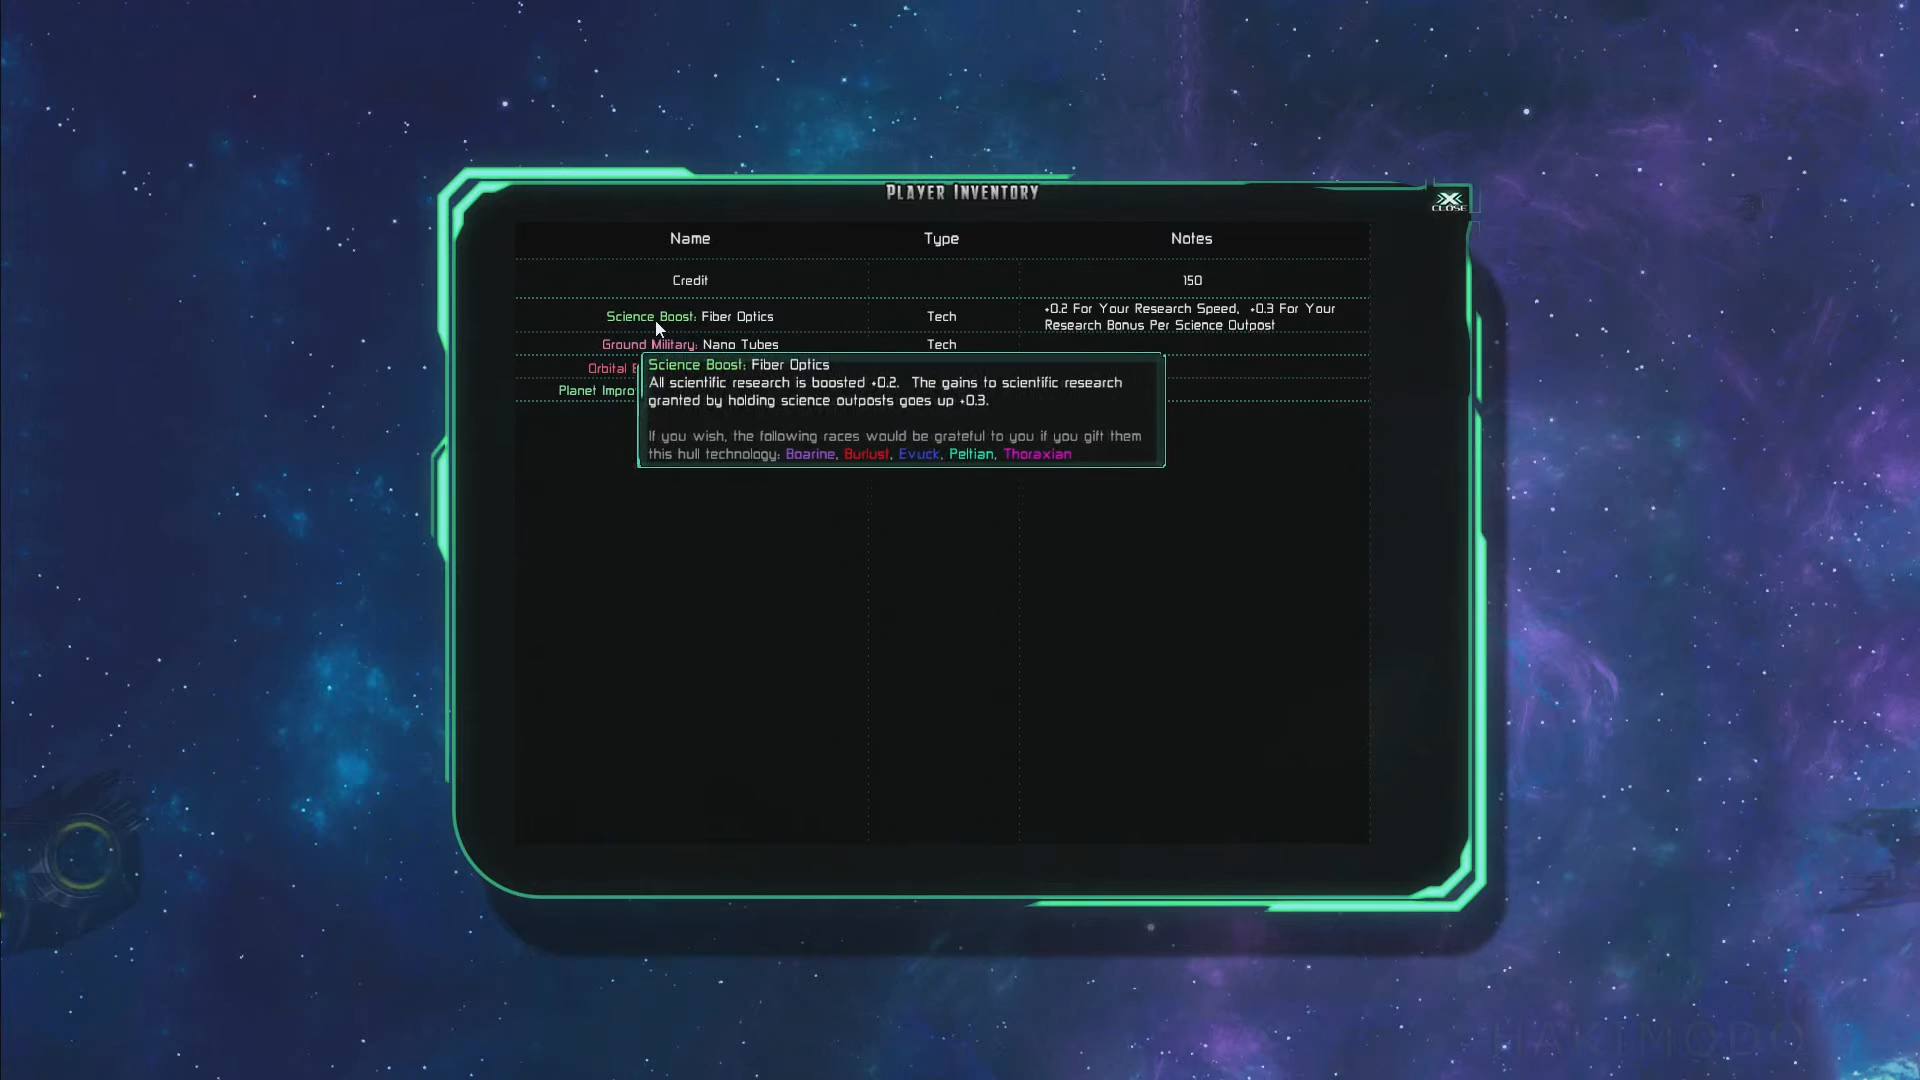 PLAYER INVENTORY
CLOSE
Name Type Notes
Credit 150
Science Boost: Fiber Optics Tech +0.2 For Your Research Speed, +0.3 For Your
Research Bonus Per Science Outpost
Ground Military: Nano Tubes Tech
Orbital
Planet Impro
Science Boost: Fiber Optics
All scientific research is boosted +0.2. The gains to scientific research
granted by holding science outposts goes up +0.3.
If you wish, the following races would be grateful to you if you gift them
this hull technology: Boarine, Burlust, Evuck, Peltian, Thoraxian
HAKIMODO